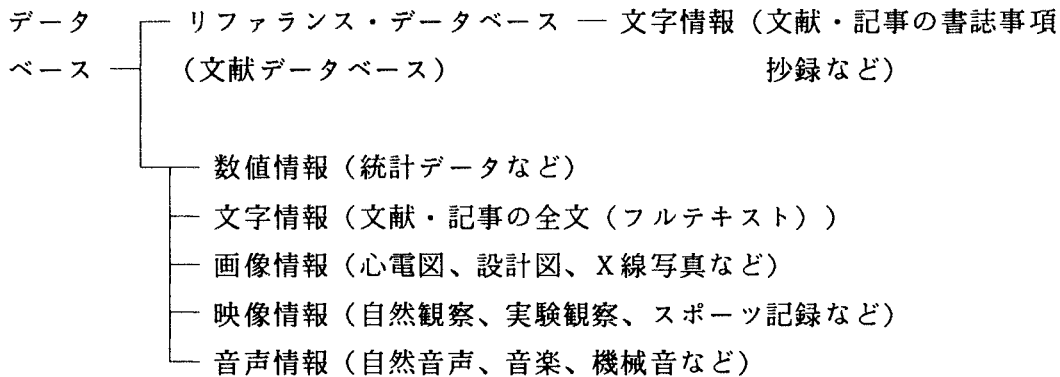 データ リファランス・データベース — 文字情報（文献・記事の書誌事項
ベース （文献データベース） 抄録など）
数値情報（統計データなど）
文字情報（文献・記事の全文（フルテキスト））
画像情報（心電図、設計図、X線写真など）
映像情報（自然観察、実験観察、スポーツ記録など）
音声情報（自然音声、音楽、機械音など）